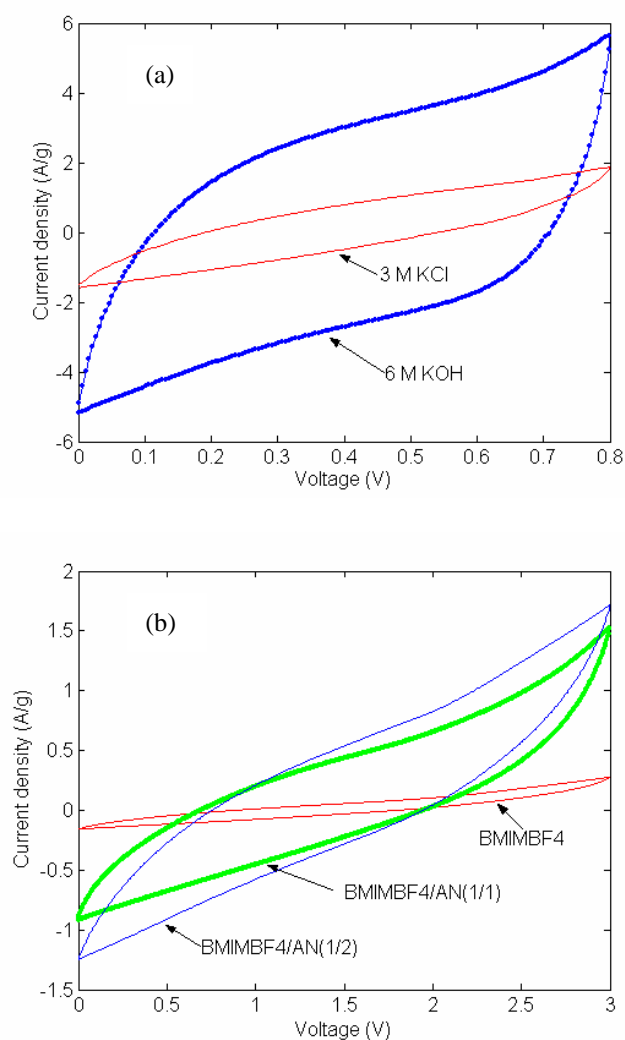 6
4
2
0
-2
-4
-6
Current density (A/g)
(a)
3 M KCl
6 M KOH
0 0.1 0.2 0.3 0.4 0.5 0.6 0.7 0.8
Voltage (V)
2
1.5
1
0.5
0
-0.5
-1
-1.5
Current density (A/g)
(b)
BMIMBF4
BMIMBF4/AN(1/1)
BMIMBF4/AN(1/2)
0 0.5 1 1.5 2 2.5 3
Voltage (V)